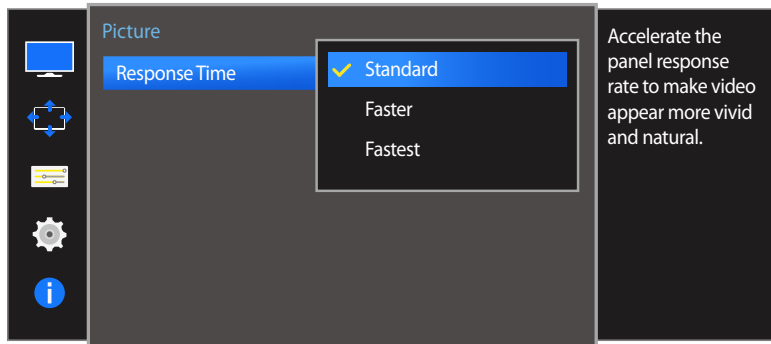 Picture
Response Time
Standard
Faster
Fastest
Accelerate the
panel response
rate to make video
appear more vivid
and natural.